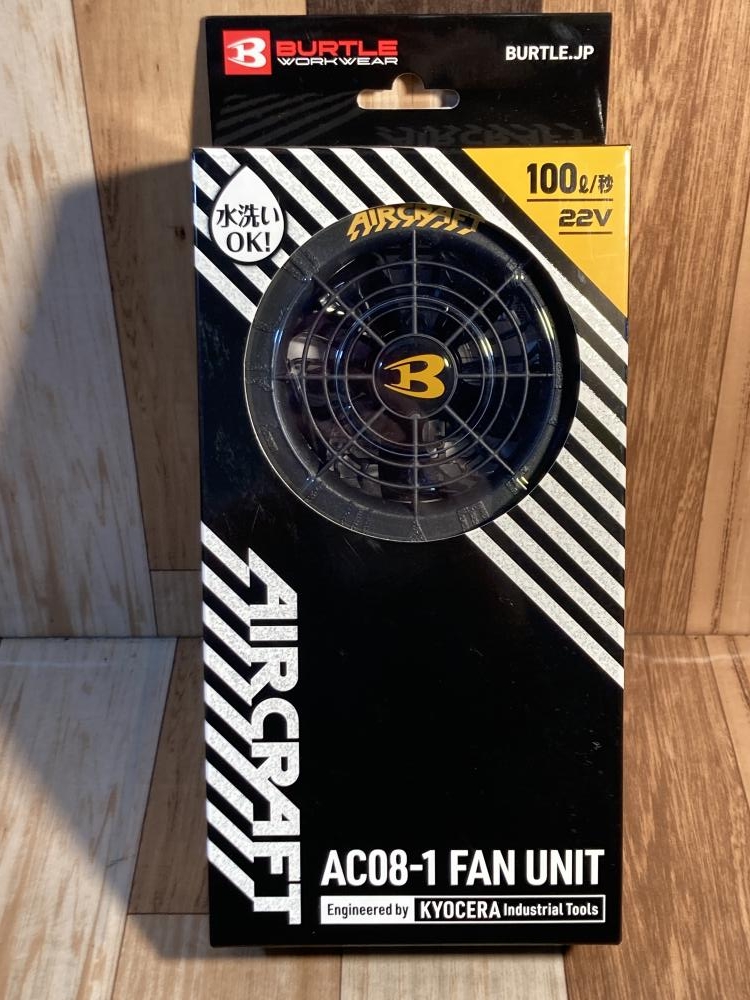 BURTLE
WORKWEAR
BURTLE.JP
水洗い
OK!
100ℓ/秒
22V
AIRCRAFT
B
AIRCRAFT
AC08-1 FAN UNIT
Engineered by KYOCERA Industrial Tools